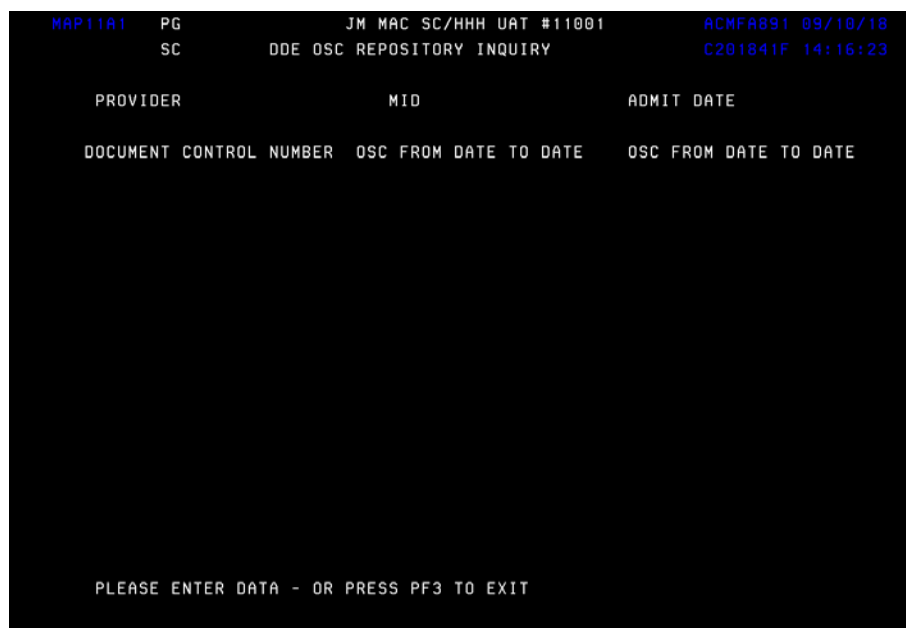 MAP11A1 PG JM MAC SC/HHH UAT #11001 ACMFA891 09/18/18
SC DDE OSC REPOSITORY INQUIRY C201841F 14:16:23
PROVIDER MID ADMIT DATE
DOCUMENT CONTROL NUMBER OSC FROM DATE TO DATE OSC FROM DATE TO DATE
PLEASE ENTER DATA - OR PRESS PF3 TO EXIT